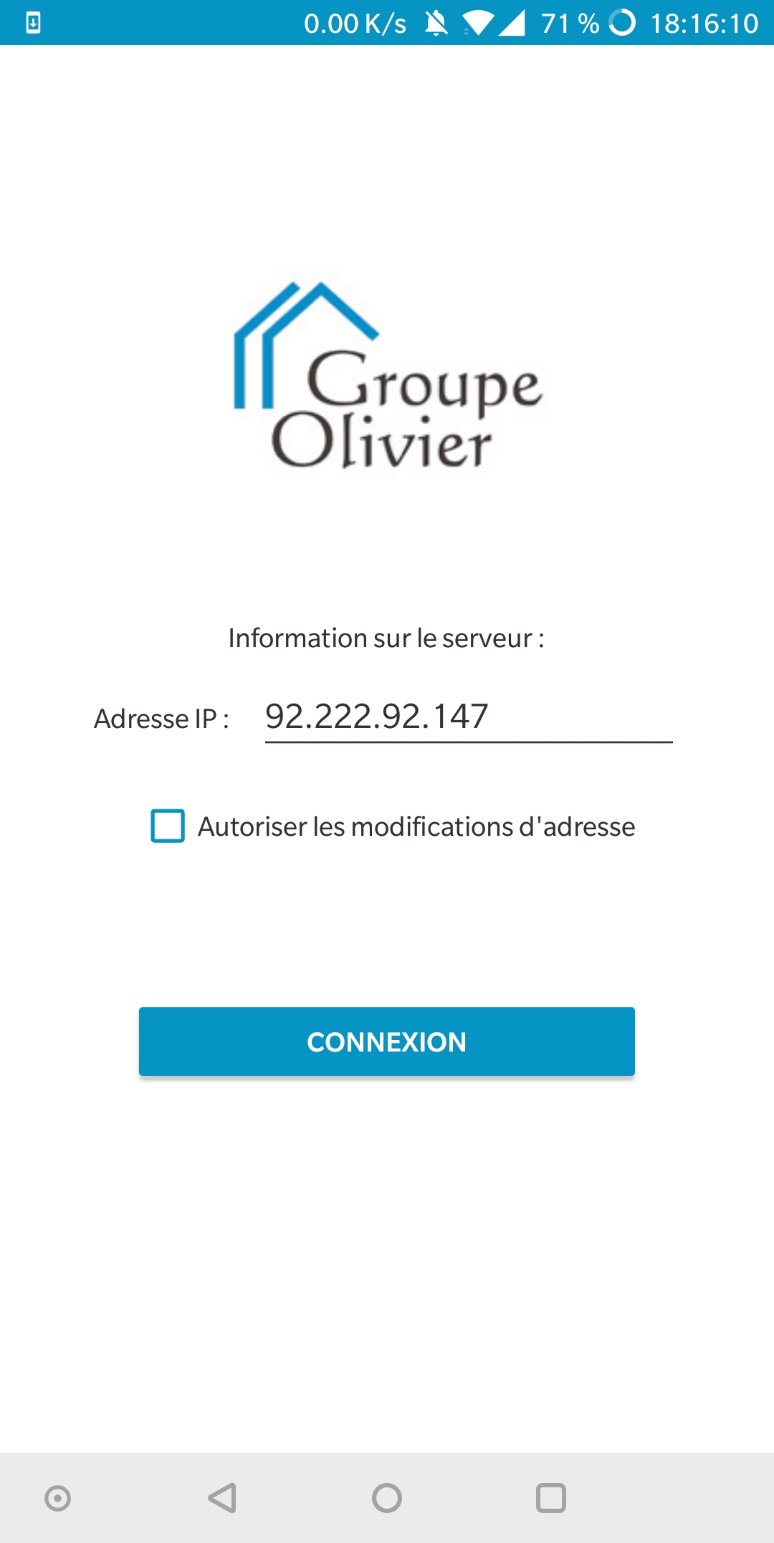 0.00 K/s 71 % 18:16:10
Groupe
Olivier
Information sur le serveur :
Adresse IP : 92.222.92.147
Autoriser les modifications d'adresse
CONNEXION